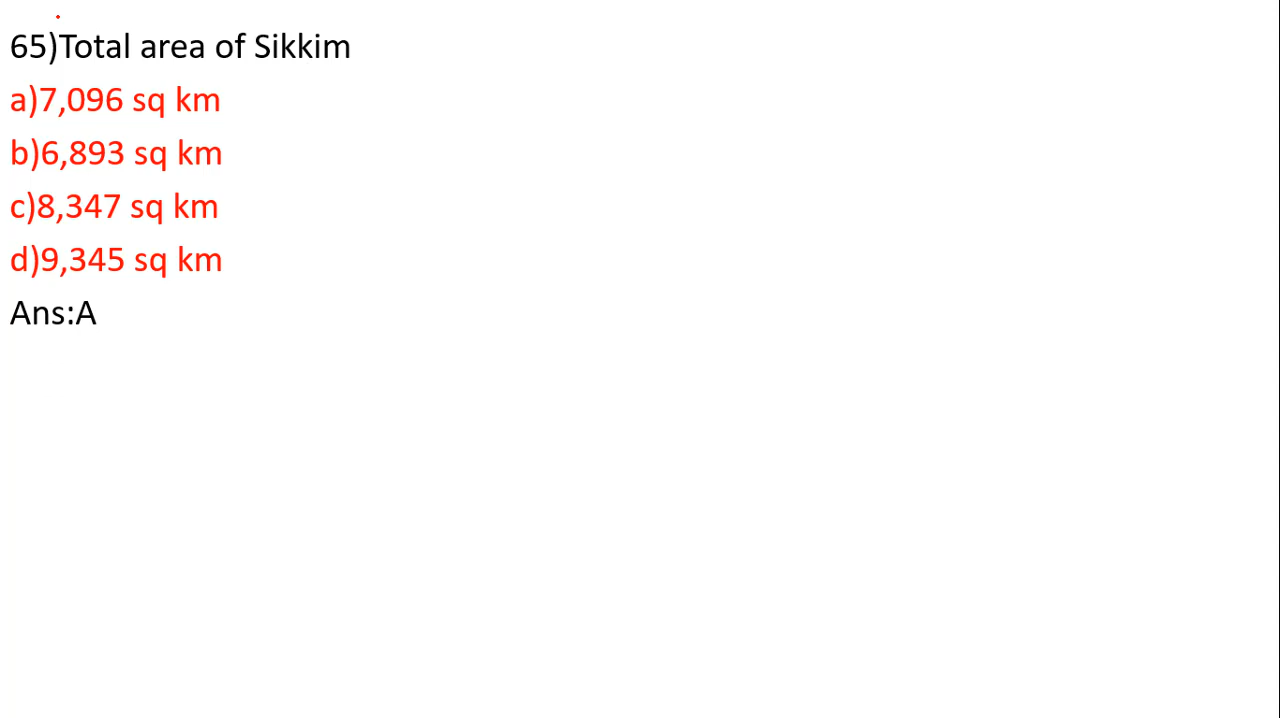 65)Total area of Sikkim
a)7,096 sq km
b)6,893 sq km
c)8,347 sq km
d)9,345 sq km
Ans:A